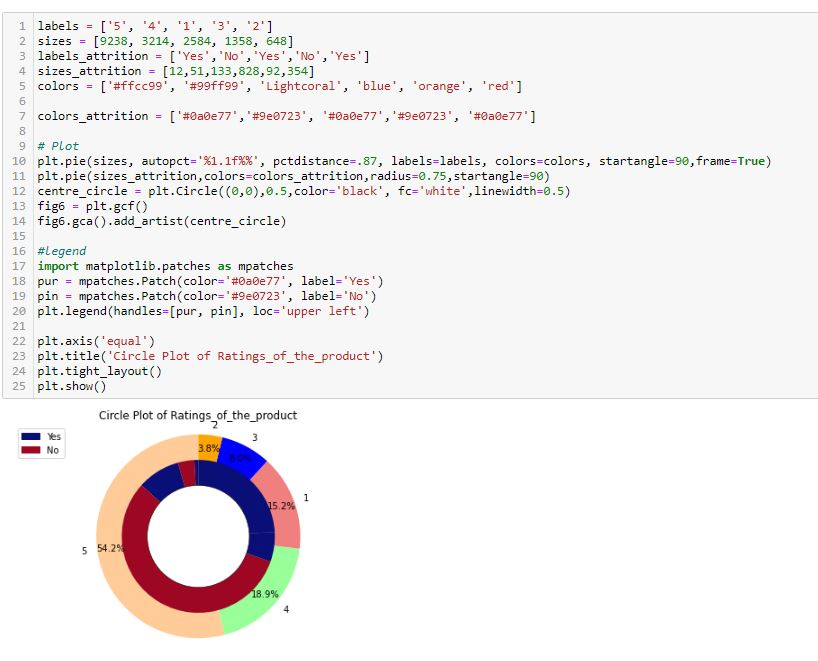 1 labels = ['5', '4', '1', '3', '2']
2 sizes = [9238, 3214, 2584, 1358, 648]
3 labels_attrition = ['Yes','No','Yes','No','Yes']
4 sizes_attrition = [12,51,133,828,92,354]
5 colors = ['#ffcc99', '#99ff99', 'Lightcoral', 'blue', 'orange', 'red']
6
7 colors_attrition = ['#0a0e77','#9e0723', '#0a0e77','#9e0723', '#0a0e77']
8
9 # Plot
10 plt.pie(sizes, autopct='%1.1f%%', pctdistance=.87, labels=labels, colors=colors, startangle=90,frame=True)
11 plt.pie(sizes_attrition,colors=colors_attrition,radius=0.75,startangle=90)
12 centre_circle = plt.Circle((0,0),0.5,color='black', fc='white',linewidth=0.5)
13 fig6 = plt.gcf()
14 fig6.gca().add_artist(centre_circle)
15
16 #legend
17 import matplotlib.patches as mpatches
18 pur = mpatches.Patch(color='#0a0e77', label='Yes')
19 pin = mpatches.Patch(color='#9e0723', label='No')
20 plt.legend(handles=[pur, pin], loc='upper left')
21
22 plt.axis('equal')
23 plt.title('Circle Plot of Ratings_of_the_product')
24 plt.tight_layout()
25 plt.show()
Circle Plot of Ratings_of_the_product
2
Yes
3
No
3.8%
8.0%
1
15.2%
5
54.2%
18.9%
4